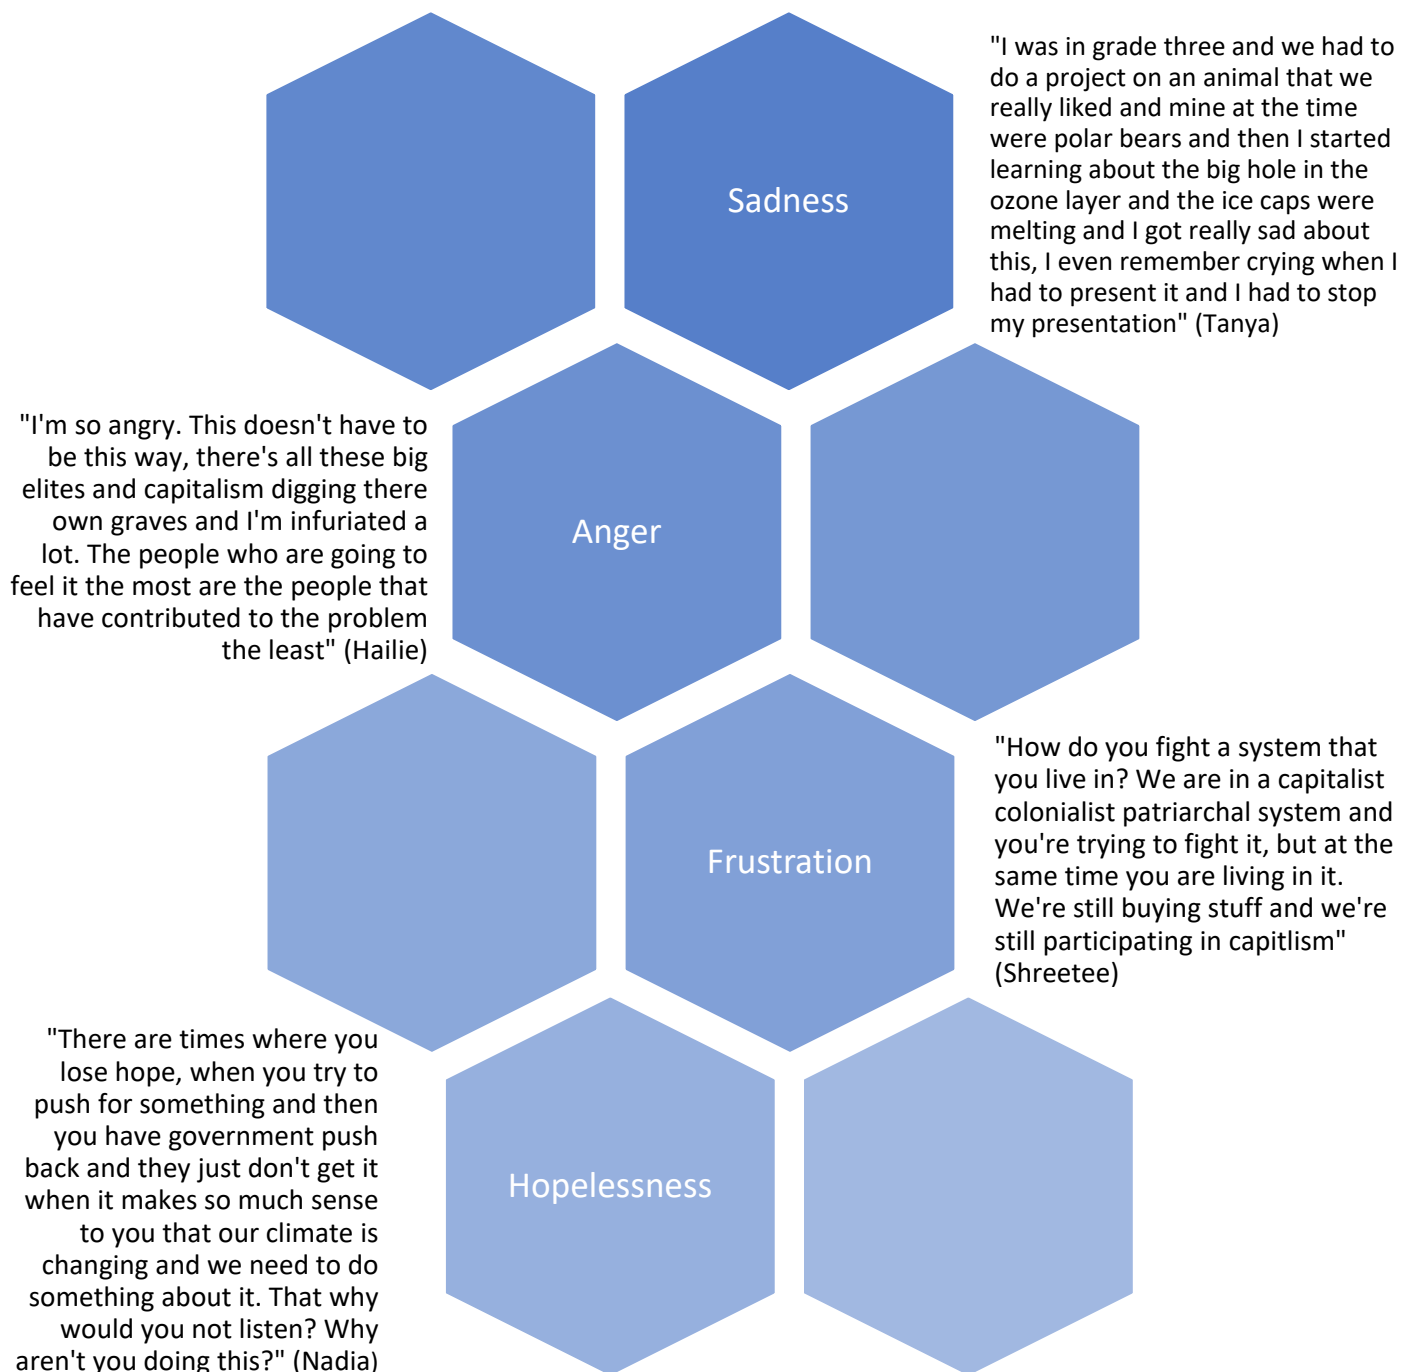 Sadness
"I was in grade three and we had to
do a project on an animal that we
really liked and mine at the time
were polar bears and then I started
learning about the big hole in the
ozone layer and the ice caps were
melting and I got really sad about
this, I even remember crying when I
had to present it and I had to stop
my presentation" (Tanya)
"I'm so angry. This doesn't have to
be this way, there's all these big
elites and capitalism digging there
own graves and I'm infuriated a
lot. The people who are going to
feel it the most are the people that
have contributed to the problem
the least" (Hailie)
Anger
Frustration
"How do you fight a system that
you live in? We are in a capitalist
colonialist patriarchal system and
you're trying to fight it, but at the
same time you are living in it.
We're still buying stuff and we're
still participating in capitlism"
(Shreetee)
"There are times where you
lose hope, when you try to
push for something and then
you have government push
back and they just don't get it
when it makes so much sense
to you that our climate is
changing and we need to do
something about it. That why
would you not listen? Why
aren't you doing this?" (Nadia)
Hopelessness